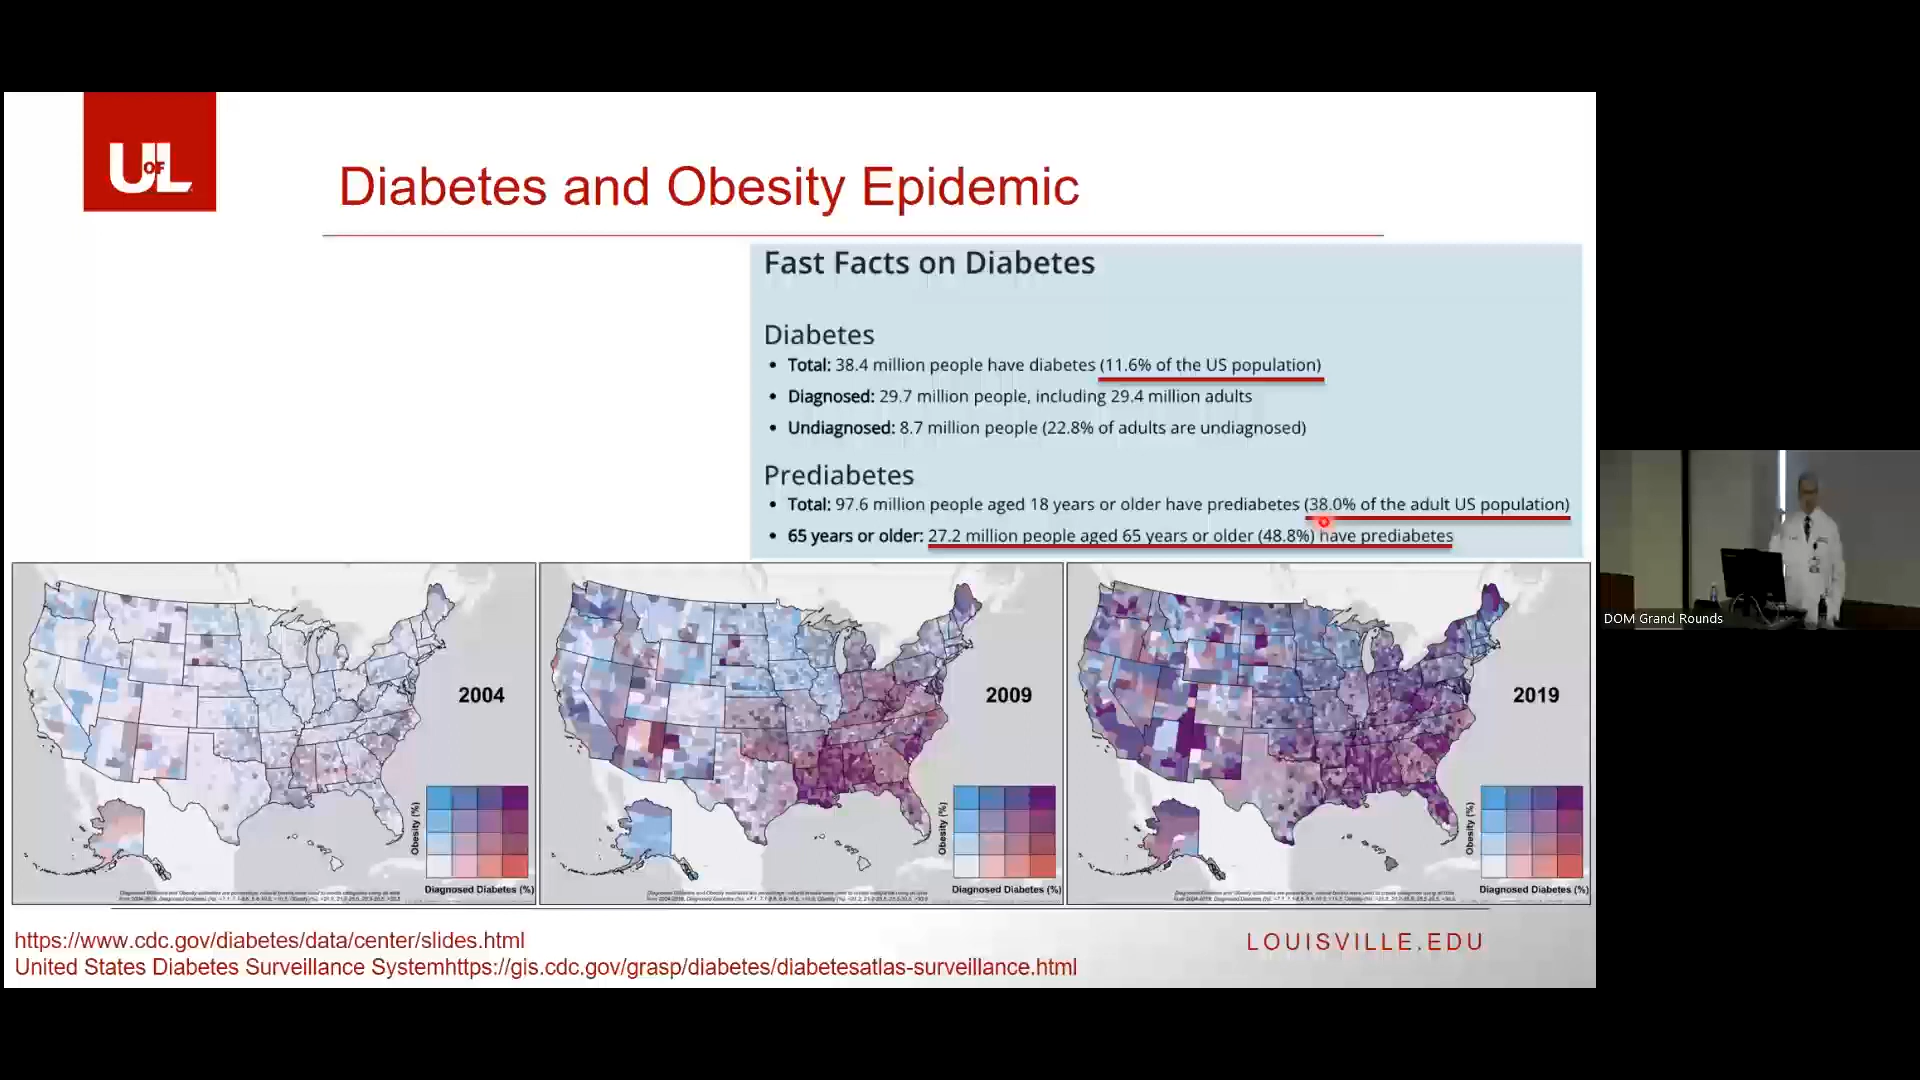 U OF L
Diabetes and Obesity Epidemic
Fast Facts on Diabetes
Diabetes
• Total: 38.4 million people have diabetes (11.6% of the US population)
• Diagnosed: 29.7 million people, including 29.4 million adults
• Undiagnosed: 8.7 million people (22.8% of adults are undiagnosed)
Prediabetes
• Total: 97.6 million people aged 18 years or older have prediabetes (38.0% of the adult US population)
• 65 years or older: 27.2 million people aged 65 years or older (48.8%) have prediabetes
DOM Grand Rounds
2004
Obesity (%)
Diagnosed Diabetes (%)
2009
Obesity (%)
Diagnosed Diabetes (%)
2019
Obesity (%)
Diagnosed Diabetes (%)
https://www.cdc.gov/diabetes/data/center/slides.html
United States Diabetes Surveillance Systemhttps://gis.cdc.gov/grasp/diabetes/diabetesatlas-surveillance.html
LOUISVILLE.EDU